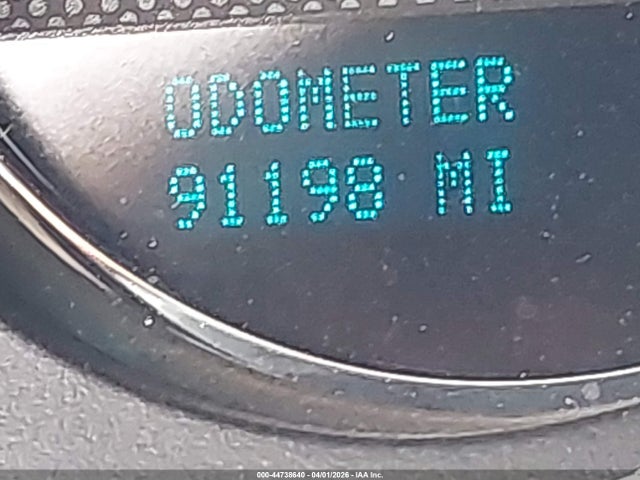 ODOMETER
91198 MI
000-44738640 - 04/01/2026 - IAA Inc.